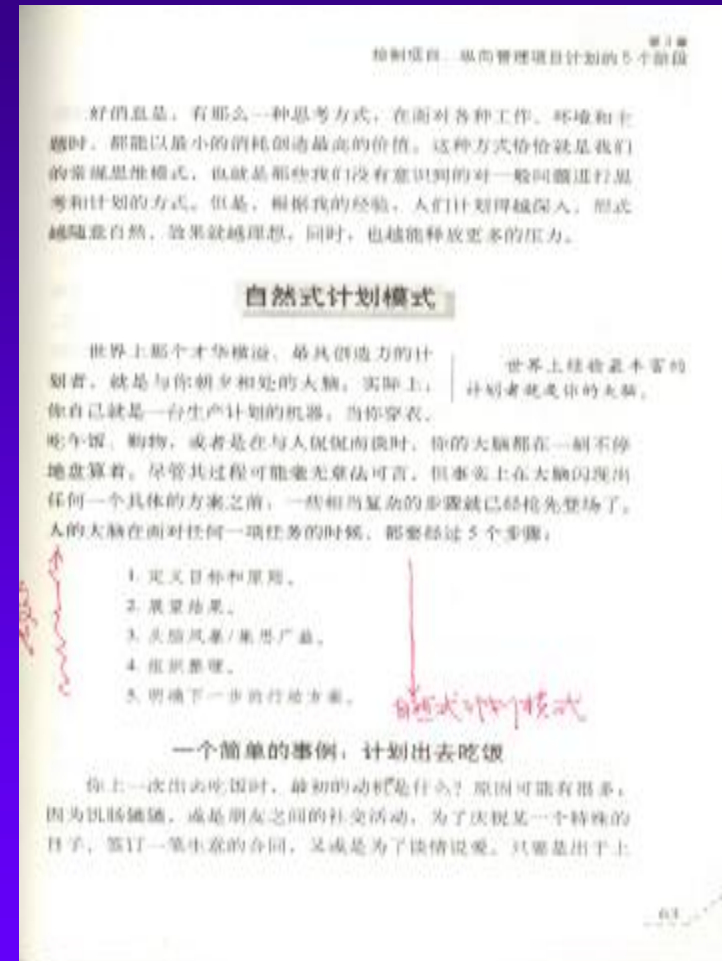 第3章
绘制项目:纵向管理项目计划的5个阶段
好消息是,有那么一种思考方式,在面对各种工作、环境和主
题时,都能以最小的消耗创造最高的价值。这种方式恰恰就是我们
的常规思维模式,也就是那些我们没有意识到的对一般问题进行思
考和计划的方式。但是,根据我的经验,人们计划得越深入,形式
越随意自然,效果就越理想,同时,也越能释放更多的压力。
自然式计划模式
世界上那个才华横溢、最具创造力的计
划者,就是与你朝夕相处的大脑。实际上,
你自己就是一台生产计划的机器。当你穿衣、
世界上经验最丰富的
计划者就是你的大脑。
吃午饭、购物,或者是在与人侃侃而谈时,你的大脑都在一刻不停
地盘算着。尽管其过程可能毫无章法可言,但事实上在大脑闪现出
任何一个具体的方案之前,一些相当复杂的步骤就已经抢先登场了。
人的大脑在面对任何一项任务的时候,都要经过5个步骤:
1. 定义目标和原则。
2. 展望结果。
3. 头脑风暴/集思广益。
4. 组织整理。
5. 明确下一步的行动方案。
自然式计划模式
一个简单的事例:计划出去吃饭
你上一次出去吃饭时,最初的动机是什么?原因可能有很多,
因为饥肠辘辘,或是朋友之间的社交活动,为了庆祝某一个特殊的
日子,签订一笔生意的合同,又或是为了谈情说爱。只要是出于上
63